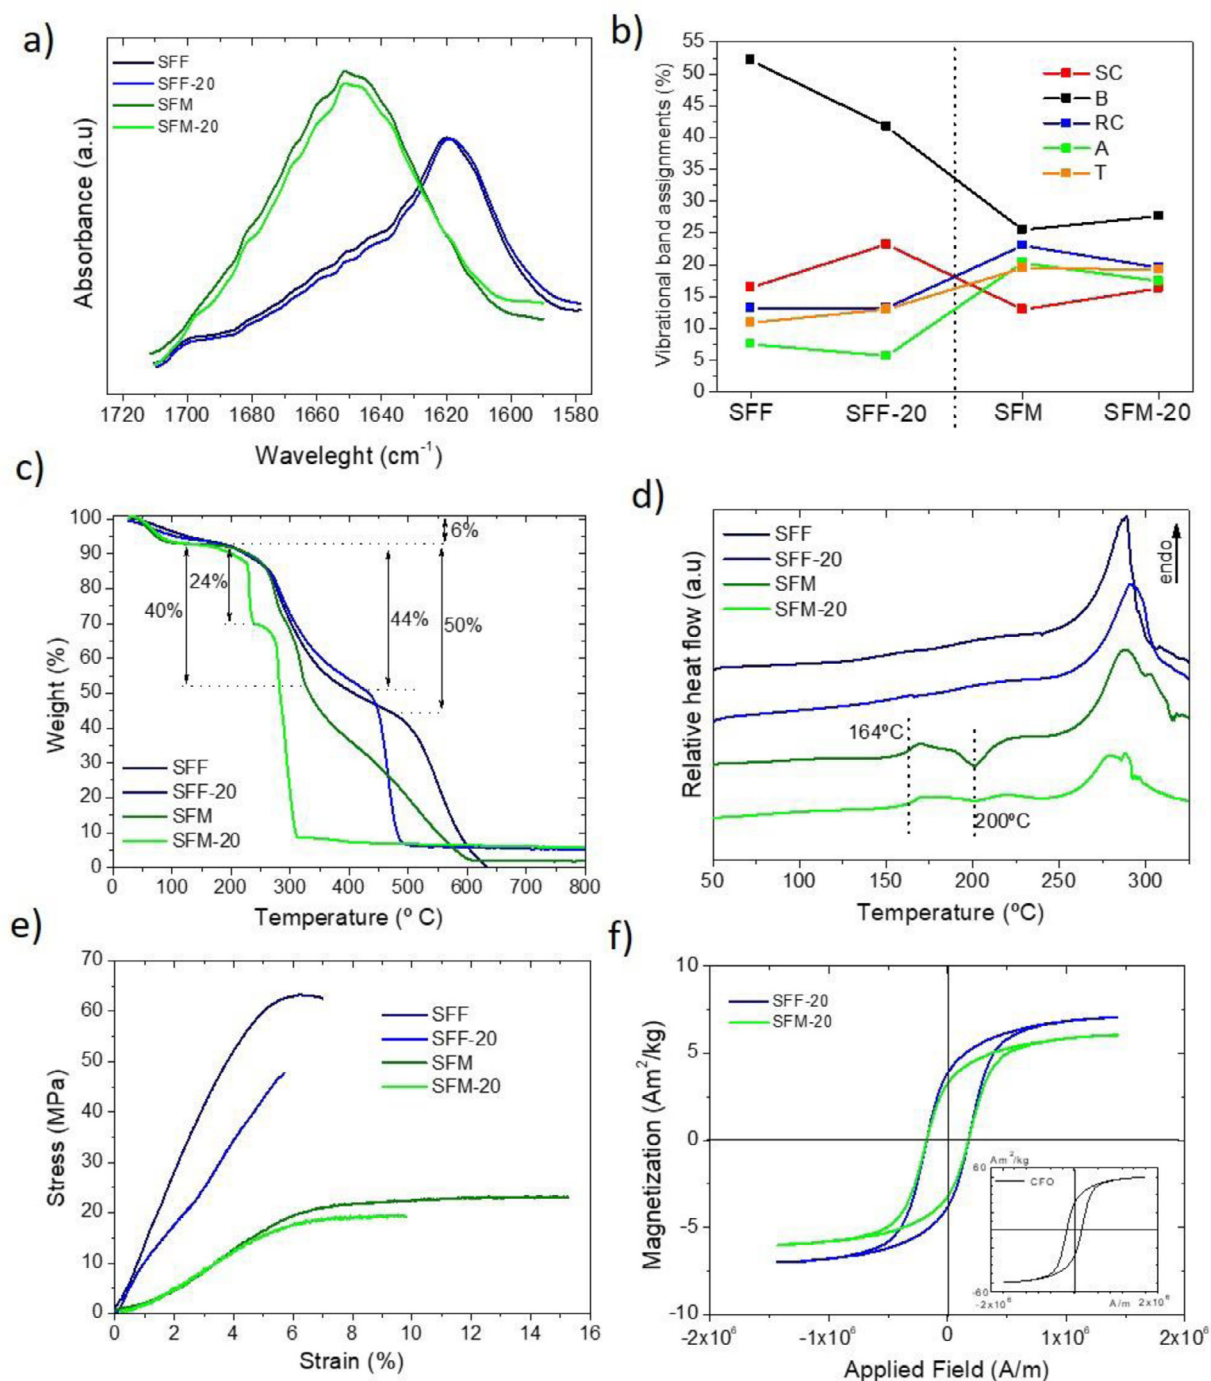 a)
SFF
SFF-20
SFM
SFM-20
Absorbance (a.u)
1720 1700 1680 1660 1640 1620 1600 1580
Waveleght (cm⁻¹)
b)
55
50
45
40
35
30
25
20
15
10
5
0
Vibrational band assignments (%)
SC
B
RC
A
T
SFF SFF-20 SFM SFM-20
c)
100
90
80
70
60
50
40
30
20
10
0
Weight (%)
6%
24%
40%
44%
50%
SFF
SFF-20
SFM
SFM-20
0 100 200 300 400 500 600 700 800
Temperature (º C)
d)
Relative heat flow (a.u)
SFF
SFF-20
SFM
SFM-20
endo
164ºC
200ºC
50 100 150 200 250 300
Temperature (ºC)
e)
70
60
50
40
30
20
10
0
Stress (MPa)
SFF
SFF-20
SFM
SFM-20
0 2 4 6 8 10 12 14 16
Strain (%)
f)
10
5
0
-5
-10
Magnetization (Am²/kg)
SFF-20
SFM-20
60
Am²/kg
CFO
-60
-2x10⁶
A/m
2x10⁶
-2x10⁶ -1x10⁶ 0 1x10⁶ 2x10⁶
Applied Field (A/m)